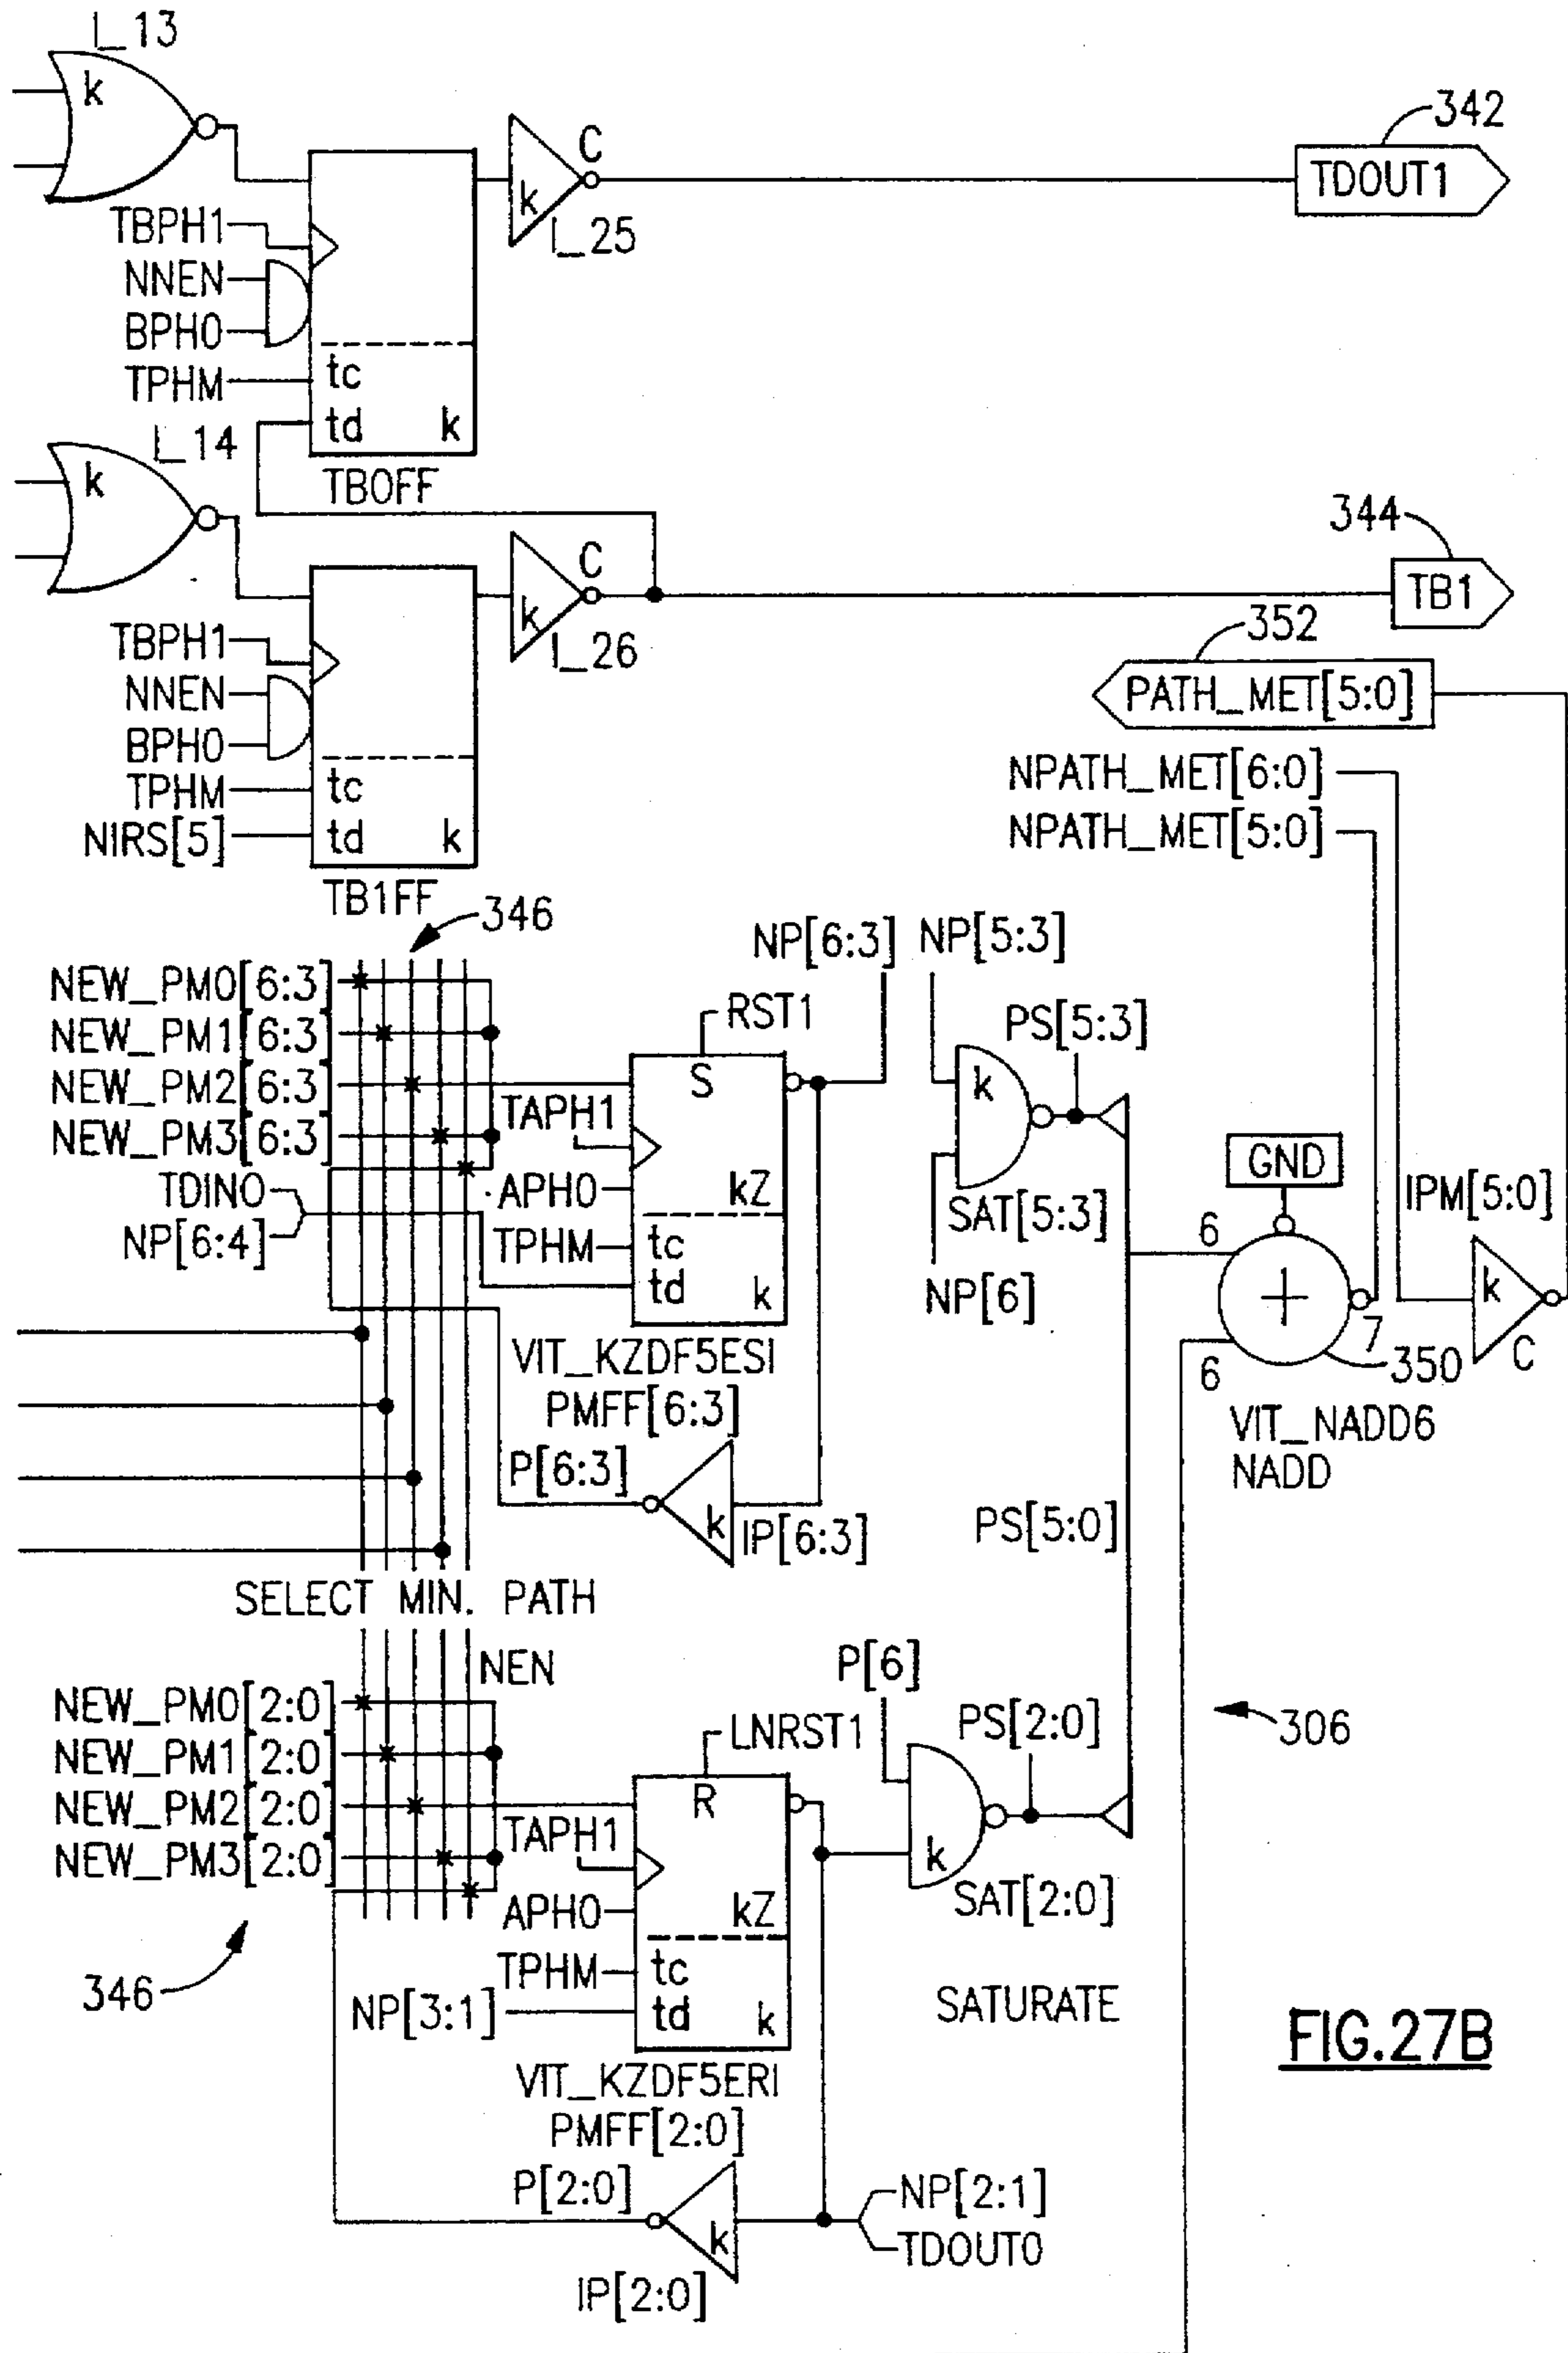 I_13
k
342
C
TDOUT1
k
I_25
TBPH1
NNEN
BPH0
TPHM
tc
td
k
TB0FF
I_14
k
344
C
TB1
k
I_26
TBPH1
NNEN
BPH0
TPHM
NIRS[5]
tc
td
k
TB1FF
352
PATH_MET[5:0]
NPATH_MET[6:0]
NPATH_MET[5:0]
346
NP[6:3]
NP[5:3]
NEW_PM0[6:3]
NEW_PM1[6:3]
NEW_PM2[6:3]
NEW_PM3[6:3]
TDIN0
NP[6:4]
RST1
S
TAPH1
APH0
kZ
TPHM
tc
td
k
VIT_KZDF5ESI
PMFF[6:3]
PS[5:3]
k
SAT[5:3]
NP[6]
GND
6
+
6
7
350
VIT_NADD6
NADD
IPM[5:0]
k
C
P[6:3]
k
IP[6:3]
PS[5:0]
SELECT MIN. PATH
NEN
NEW_PM0[2:0]
NEW_PM1[2:0]
NEW_PM2[2:0]
NEW_PM3[2:0]
346
LNRST1
R
TAPH1
APH0
kZ
TPHM
NP[3:1]
tc
td
k
VIT_KZDF5ERI
PMFF[2:0]
P[6]
PS[2:0]
k
SAT[2:0]
306
SATURATE
P[2:0]
k
IP[2:0]
NP[2:1]
TDOUT0
FIG.27B